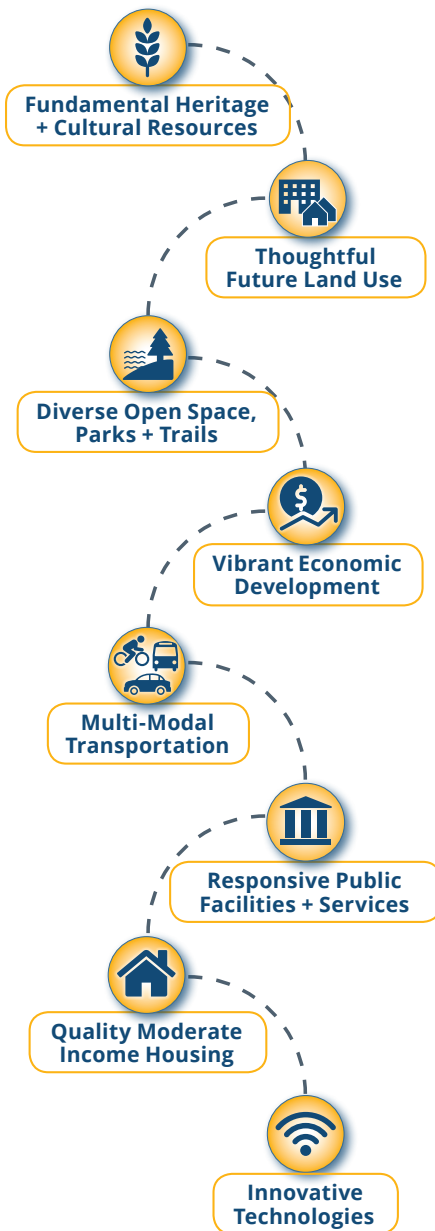 Fundamental Heritage
+ Cultural Resources
Thoughtful
Future Land Use
Diverse Open Space,
Parks + Trails
$
Vibrant Economic
Development
Multi-Modal
Transportation
Responsive Public
Facilities + Services
Quality Moderate
Income Housing
Innovative
Technologies